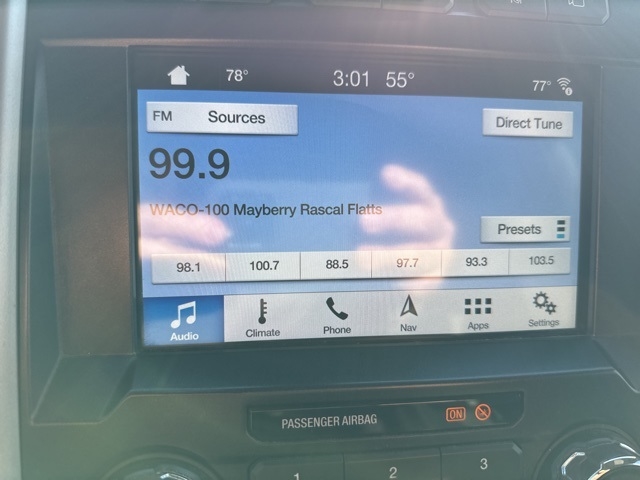 78° 3:01 55° 77°
FM Sources Direct Tune
99.9
WACO-100 Mayberry Rascal Flatts
Presets
98.1 100.7 88.5 97.7 93.3 103.5
Audio Climate Phone Nav Apps Settings
PASSENGER AIRBAG ON
1 2 3